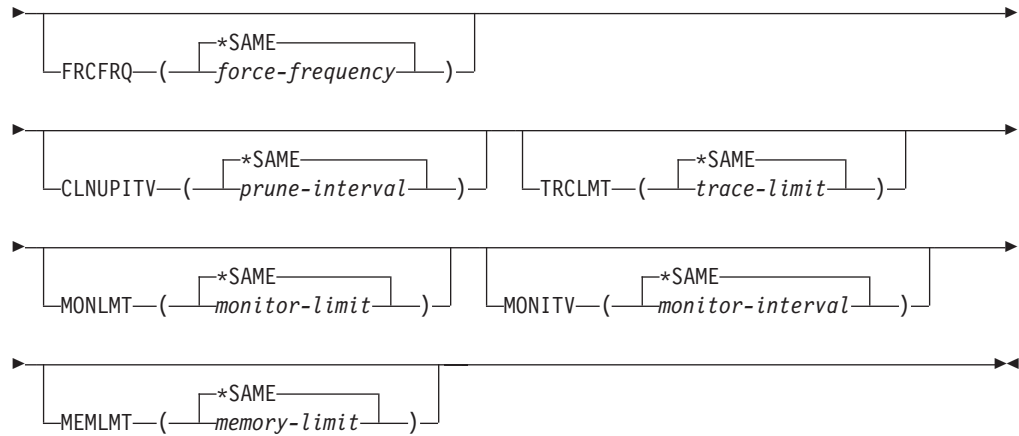 *SAME
FRCFRQ ( force-frequency )
*SAME *SAME
CLNUPITV ( prune-interval ) TRCLMT ( trace-limit )
*SAME *SAME
MONLMT ( monitor-limit ) MONITV ( monitor-interval )
*SAME
MEMLMT ( memory-limit )